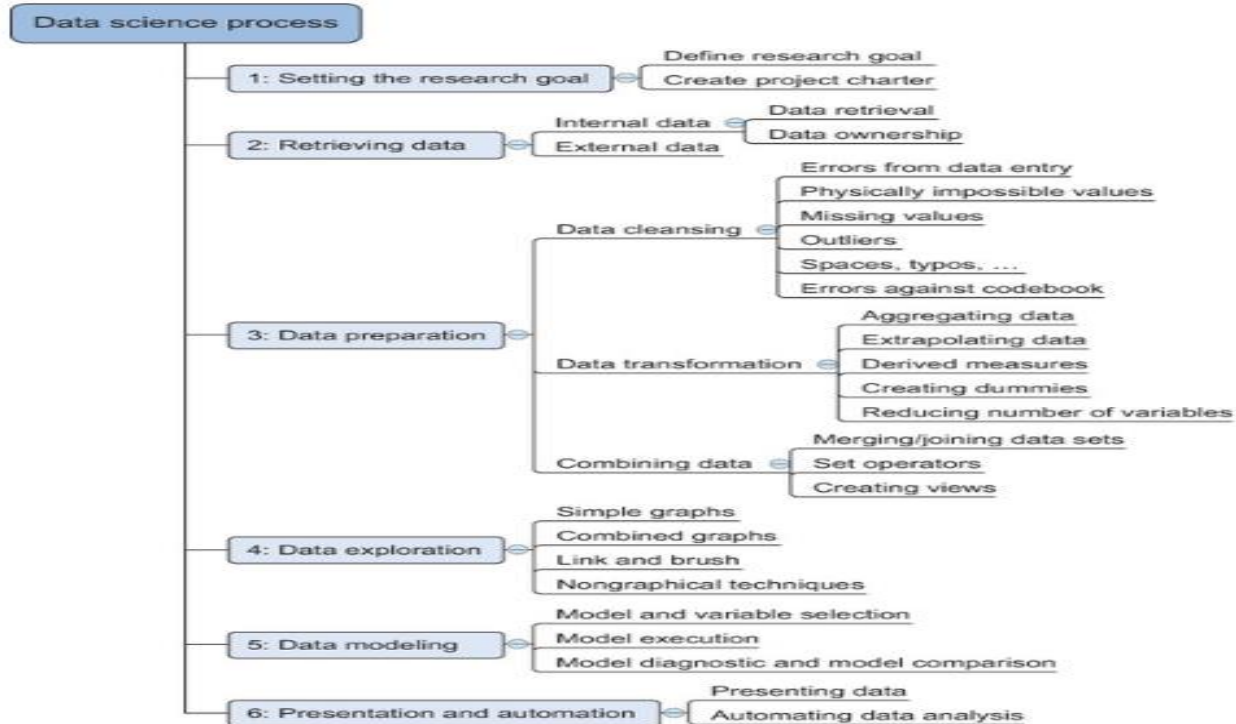 Data science process
1: Setting the research goal
Define research goal
Create project charter
2: Retrieving data
Internal data
Data retrieval
Data ownership
External data
3: Data preparation
Data cleansing
Errors from data entry
Physically impossible values
Missing values
Outliers
Spaces, typos, ...
Errors against codebook
Data transformation
Aggregating data
Extrapolating data
Derived measures
Creating dummies
Reducing number of variables
Combining data
Merging/joining data sets
Set operators
Creating views
4: Data exploration
Simple graphs
Combined graphs
Link and brush
Nongraphical techniques
5: Data modeling
Model and variable selection
Model execution
Model diagnostic and model comparison
6: Presentation and automation
Presenting data
Automating data analysis